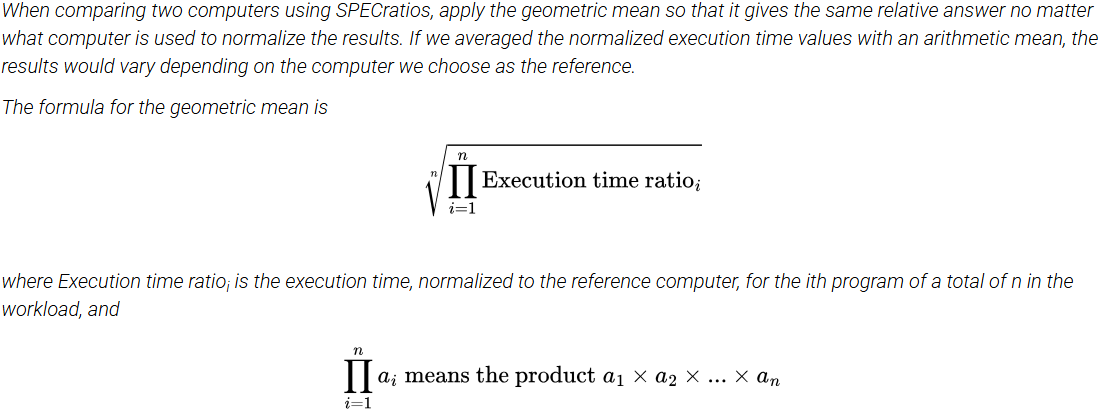 When comparing two computers using SPECratios, apply the geometric mean so that it gives the same relative answer no matter
what computer is used to normalize the results. If we averaged the normalized execution time values with an arithmetic mean, the
results would vary depending on the computer we choose as the reference.
The formula for the geometric mean is
$\sqrt[n]{\prod_{i=1}^{n} \text{Execution time ratio}_i}$
where Execution time ratioᵢ is the execution time, normalized to the reference computer, for the ith program of a total of n in the
workload, and
$\prod_{i=1}^{n} a_i \text{ means the product } a_1 \times a_2 \times ... \times a_n$